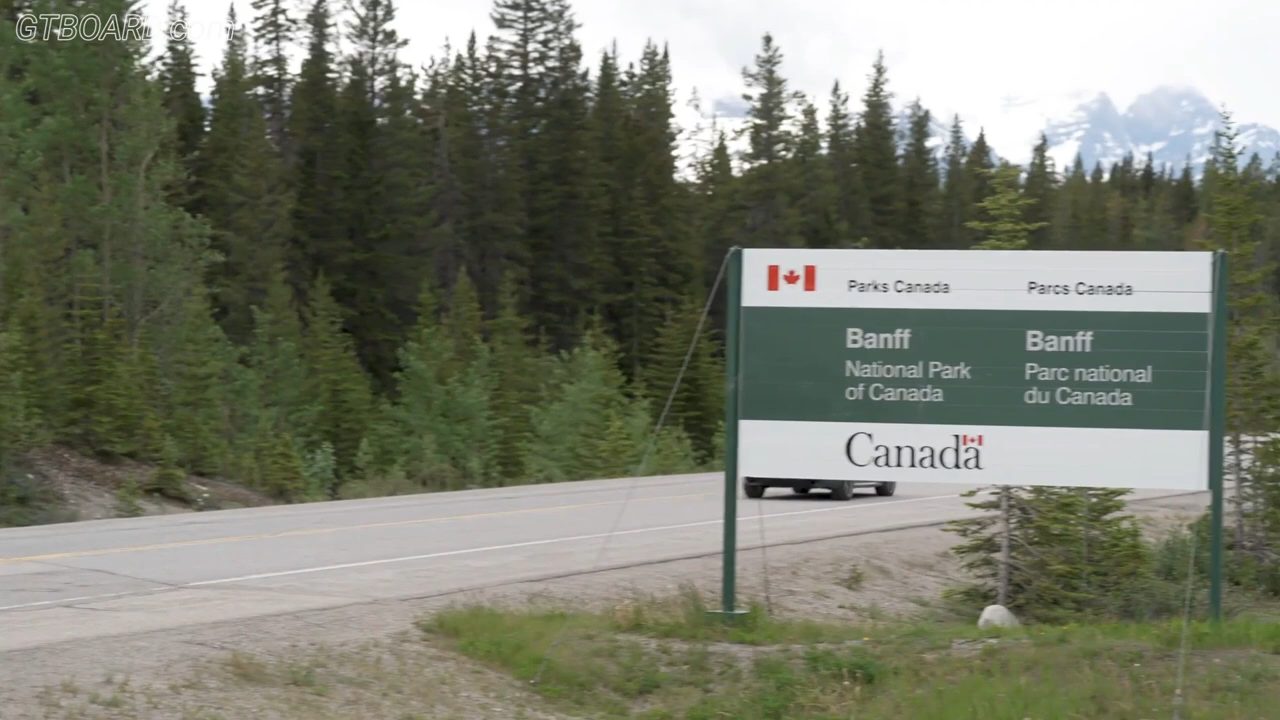 GTBOARD.com
Parks Canada
Parcs Canada
Banff
National Park
of Canada
Banff
Parc national
du Canada
Canada